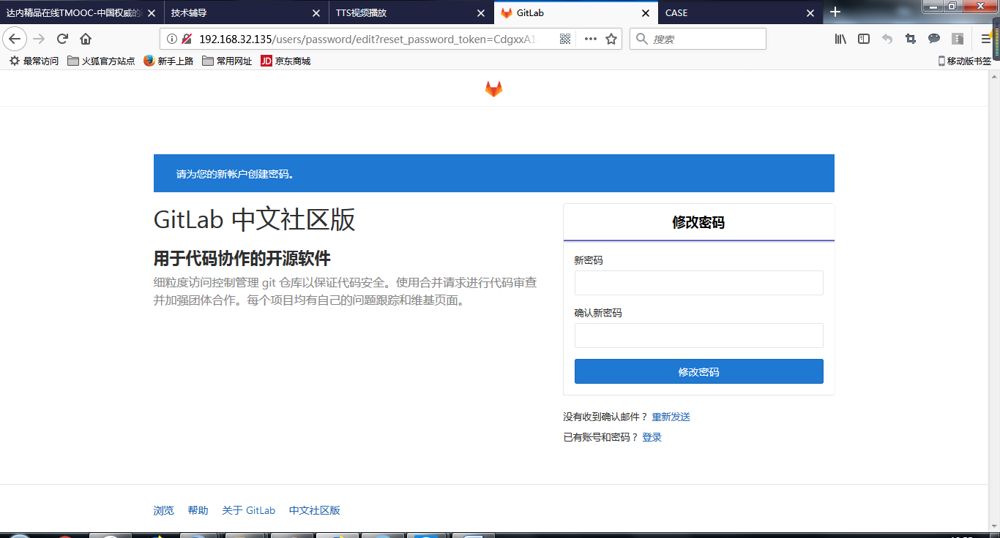 达内精品在线TMOOC-中国权威的
技术辅导
TTS视频播放
GitLab
CASE
192.168.32.135/users/password/edit?reset_password_token=CdgxxA1
搜索
最常访问
火狐官方站点
新手上路
常用网址
JD 京东商城
移动版书签
请为您的新帐户创建密码。
GitLab 中文社区版
用于代码协作的开源软件
细粒度访问控制管理 git 仓库以保证代码安全。使用合并请求进行代码审查
并加强团体合作。每个项目均有自己的问题跟踪和维基页面。
修改密码
新密码
确认新密码
修改密码
没有收到确认邮件？ 重新发送
已有账号和密码？ 登录
浏览 帮助 关于 GitLab 中文社区版